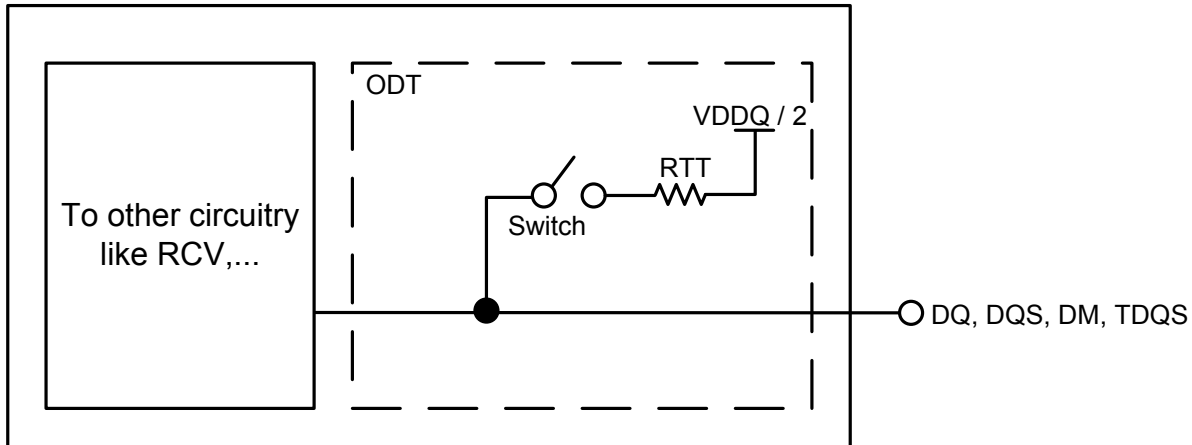 ODT
VDDQ / 2
RTT
Switch
To other circuitry
like RCV,...
DQ, DQS, DM, TDQS